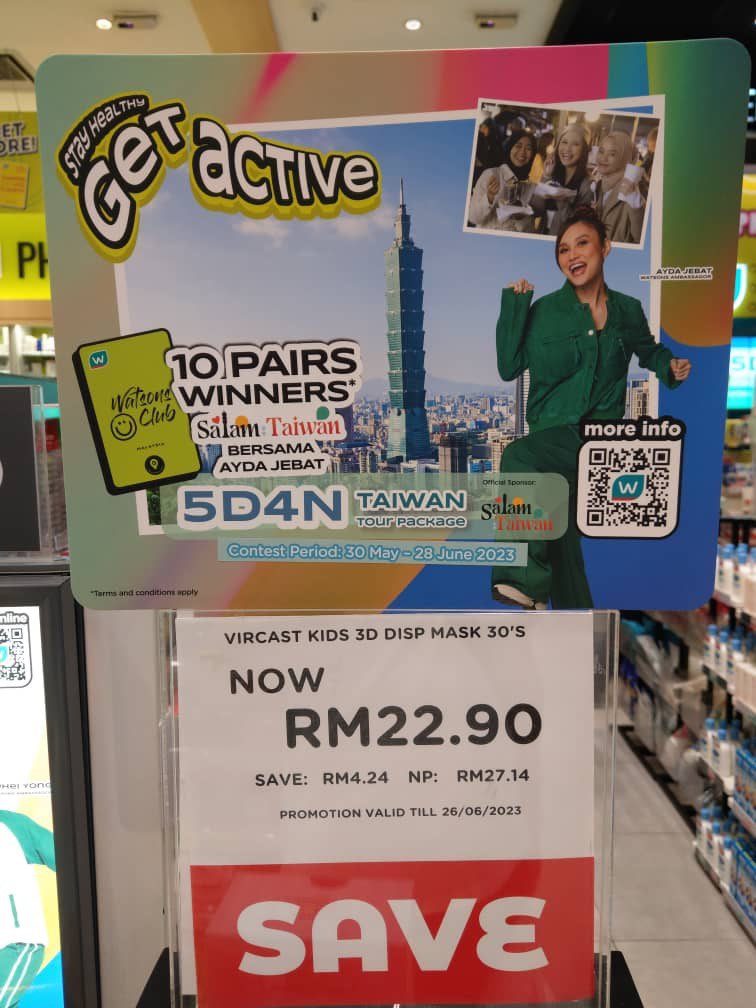 STAY HEALTHY
GET ACTIVE
AYDA JEBAT
WATSONS AMBASSADOR
W
Watsons
Club
MALAYSIA
10 PAIRS
WINNERS*
Salam Taiwan
BERSAMA
AYDA JEBAT
more info
W
5D4N TAIWAN
TOUR PACKAGE
Official Sponsor:
Salam
Taiwan
Contest Period: 30 May - 28 June 2023
*Terms and conditions apply
VIRCAST KIDS 3D DISP MASK 30'S
NOW
RM22.90
SAVE: RM4.24 NP: RM27.14
PROMOTION VALID TILL 26/06/2023
SAVE
PH